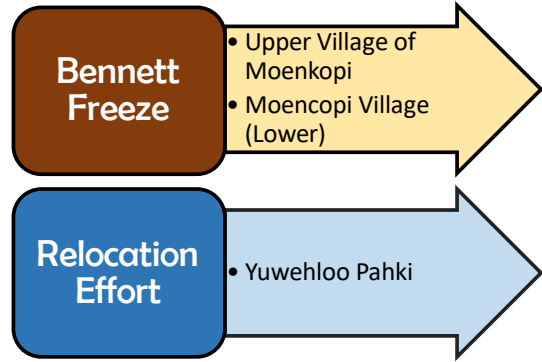 Bennett
Freeze
• Upper Village of
Moenkopi
• Moencopi Village
(Lower)
Relocation
Effort
• Yuwehloo Pahki